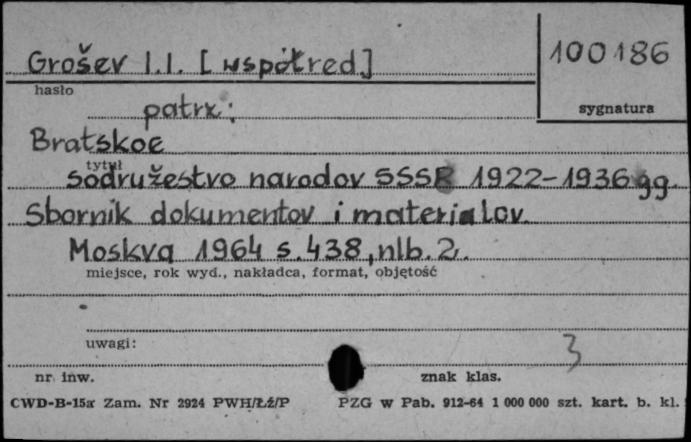 Grošev I.I. [współred]
100186
hasło
sygnatura
patrz:
Bratskoe
tytuł
sodružestvo narodov SSSR 1922-1936 gg.
Sbornik dokumentov i materialov.
Moskva 1964 s. 438, nlb. 2.
miejsce, rok wyd., nakładca, format, objętość
uwagi:
3
nr. inw.
znak klas.
CWD-B-15a Zam. Nr 2924 PWH/Łź/P PZG w Pab. 912-64 1 000 000 szt. kart. b. kl.